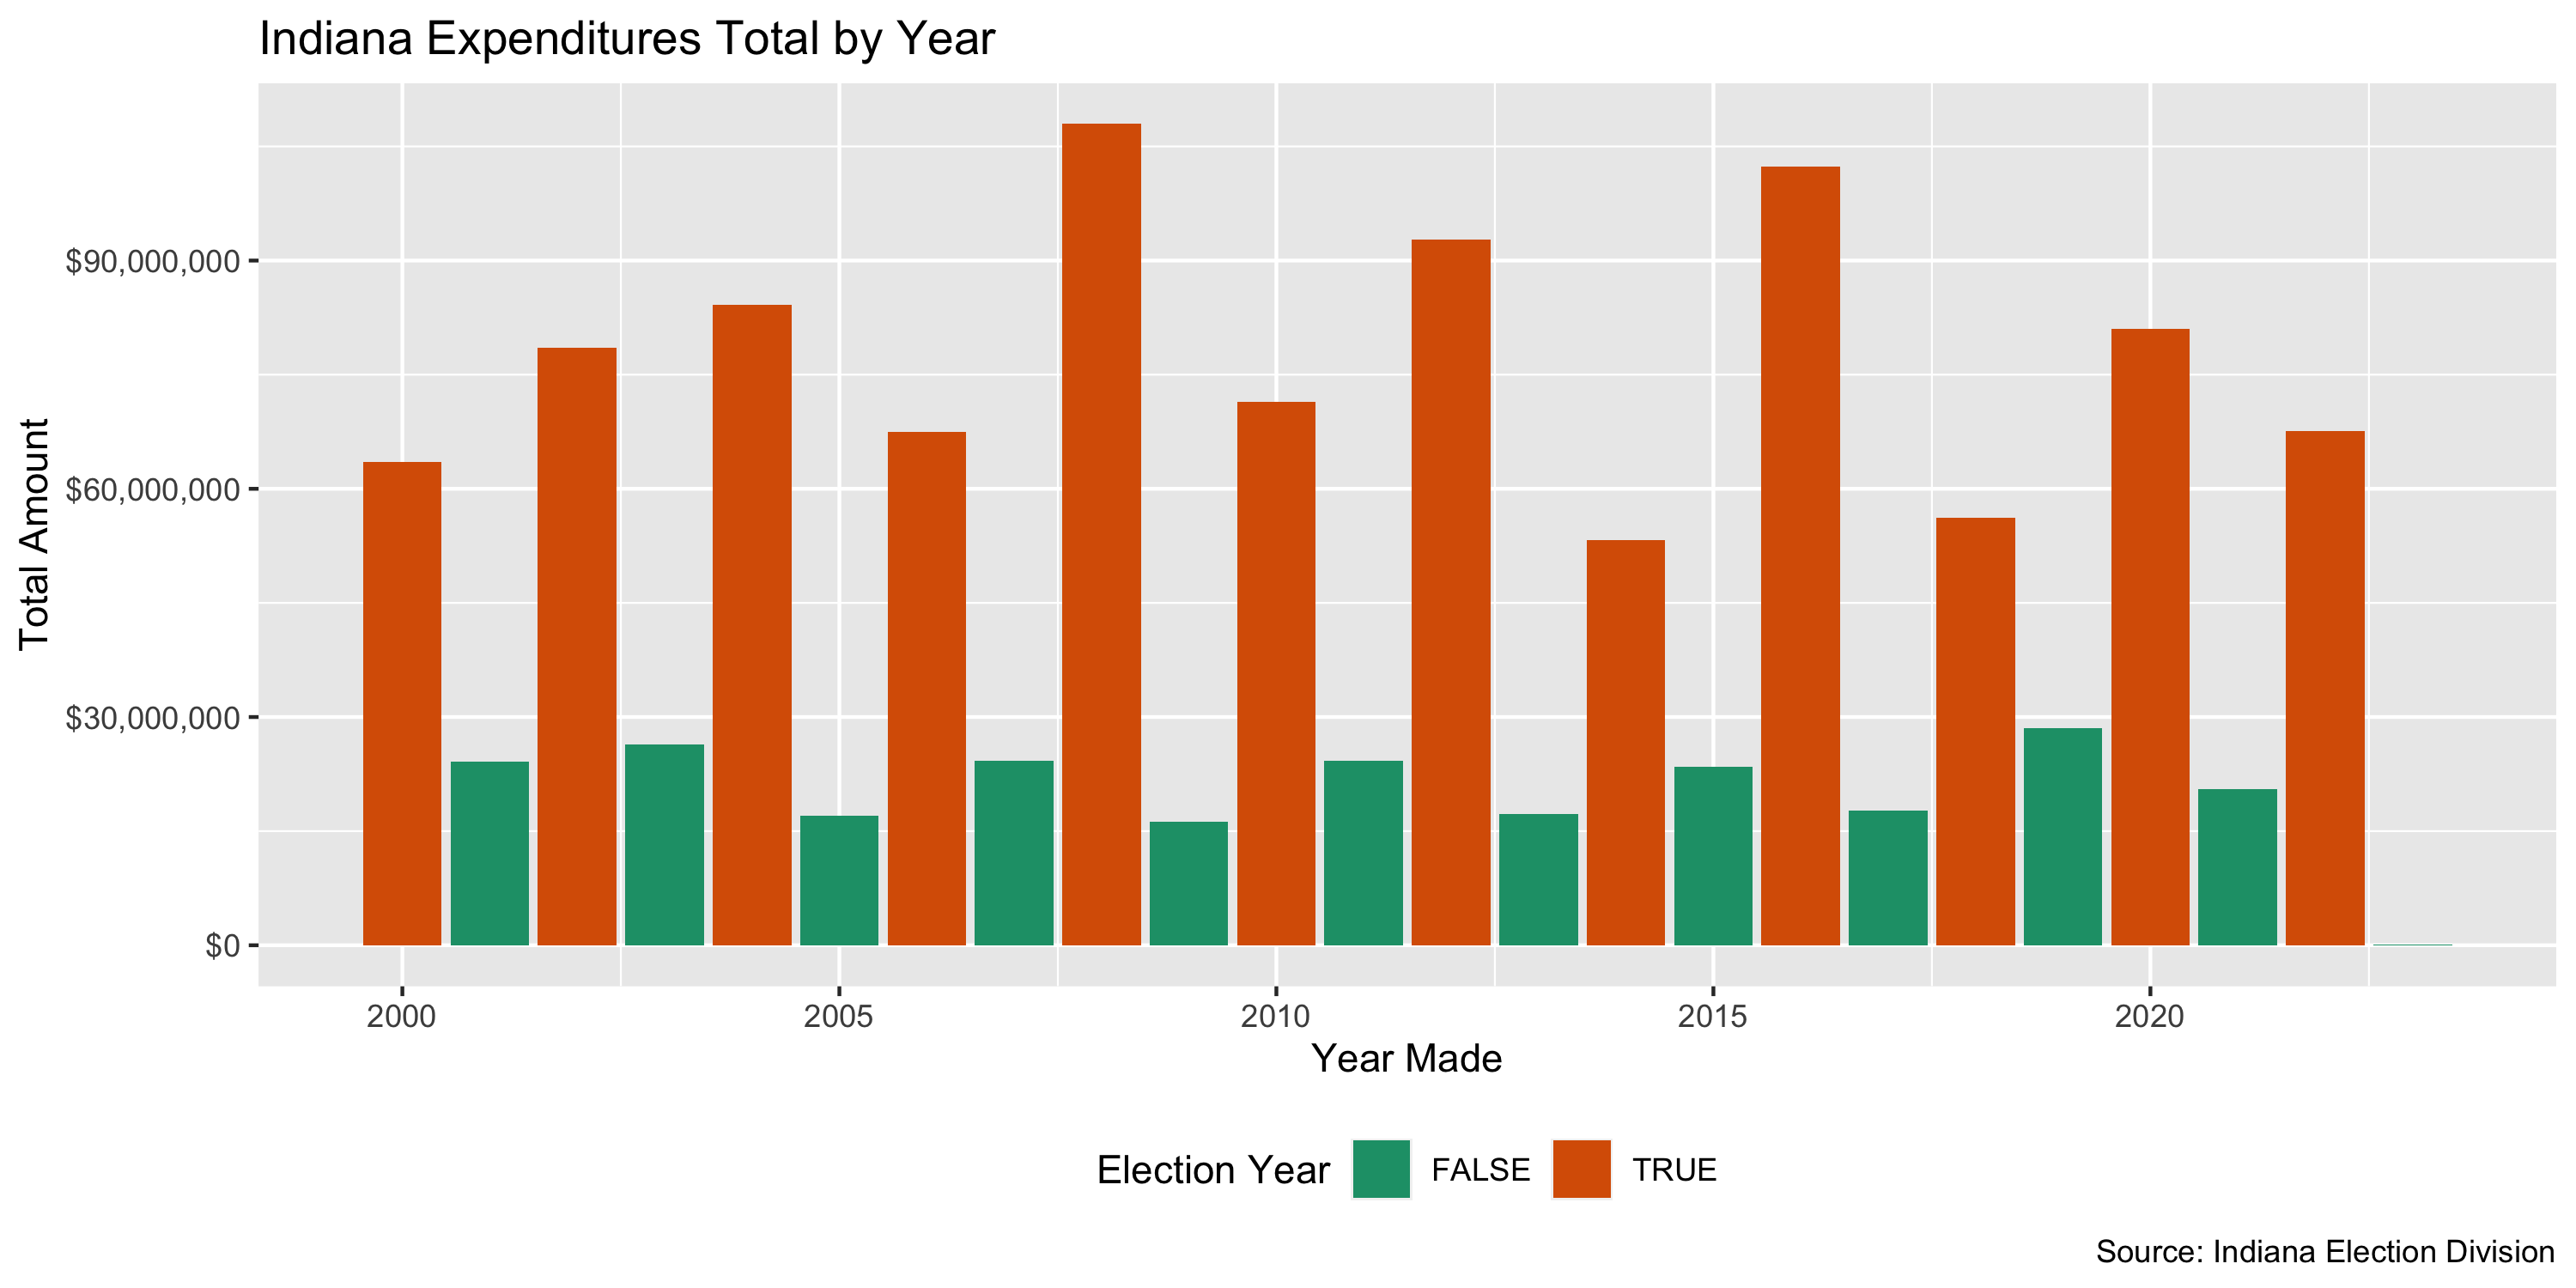 Indiana Expenditures Total by Year
Total Amount
$90,000,000
$60,000,000
$30,000,000
$0
2000 2005 2010 2015 2020
Year Made
Election Year FALSE TRUE
Source: Indiana Election Division